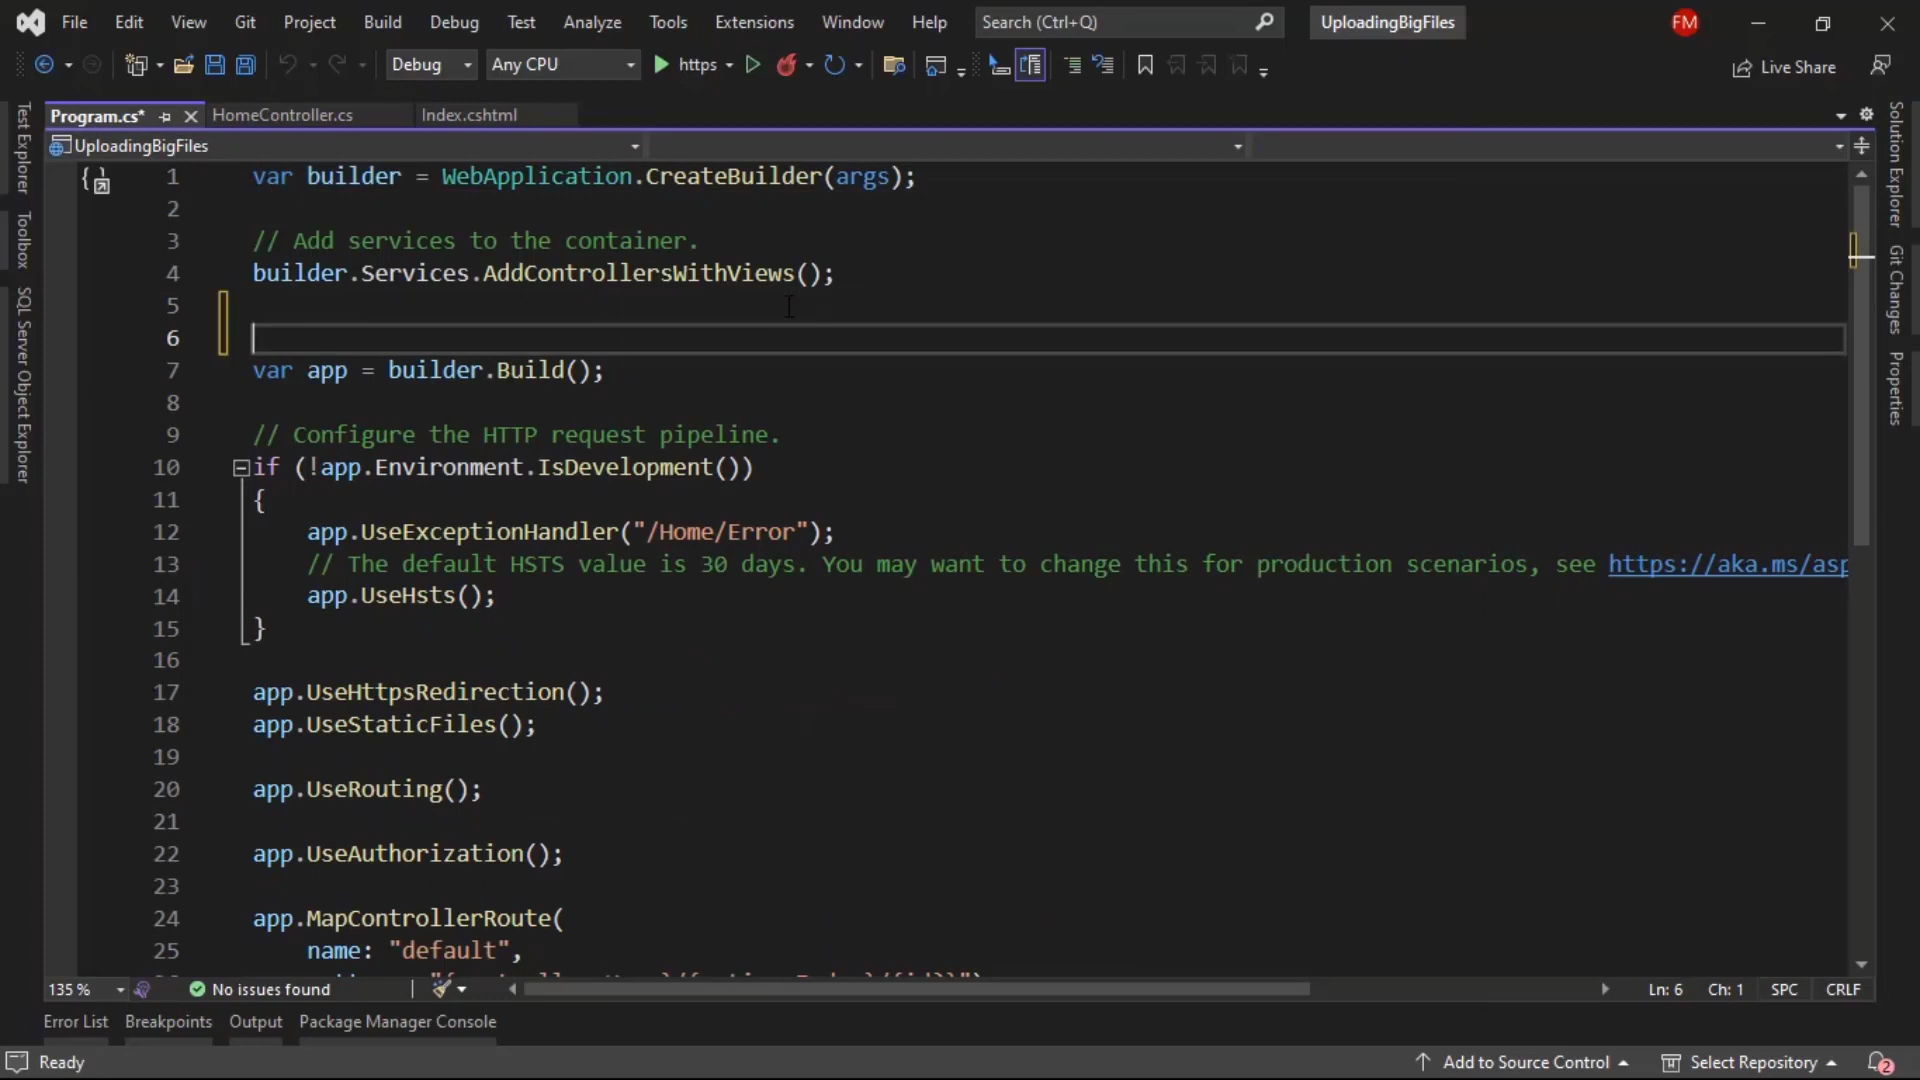 File Edit View Git Project Build Debug Test Analyze Tools Extensions Window Help Search (Ctrl+Q) UploadingBigFiles FM
Debug Any CPU https Live Share
Program.cs* HomeController.cs Index.cshtml
UploadingBigFiles
Test Explorer
Toolbox
SQL Server Object Explorer
1 var builder = WebApplication.CreateBuilder(args);
2
3 // Add services to the container.
4 builder.Services.AddControllersWithViews();
5
6
7 var app = builder.Build();
8
9 // Configure the HTTP request pipeline.
10 if (!app.Environment.IsDevelopment())
11 {
12 app.UseExceptionHandler("/Home/Error");
13 // The default HSTS value is 30 days. You may want to change this for production scenarios, see https://aka.ms/asp
14 app.UseHsts();
15 }
16
17 app.UseHttpsRedirection();
18 app.UseStaticFiles();
19
20 app.UseRouting();
21
22 app.UseAuthorization();
23
24 app.MapControllerRoute(
25 name: "default",
Solution Explorer
Git Changes
Properties
135 % No issues found Ln: 6 Ch: 1 SPC CRLF
Error List Breakpoints Output Package Manager Console
Ready Add to Source Control Select Repository 2